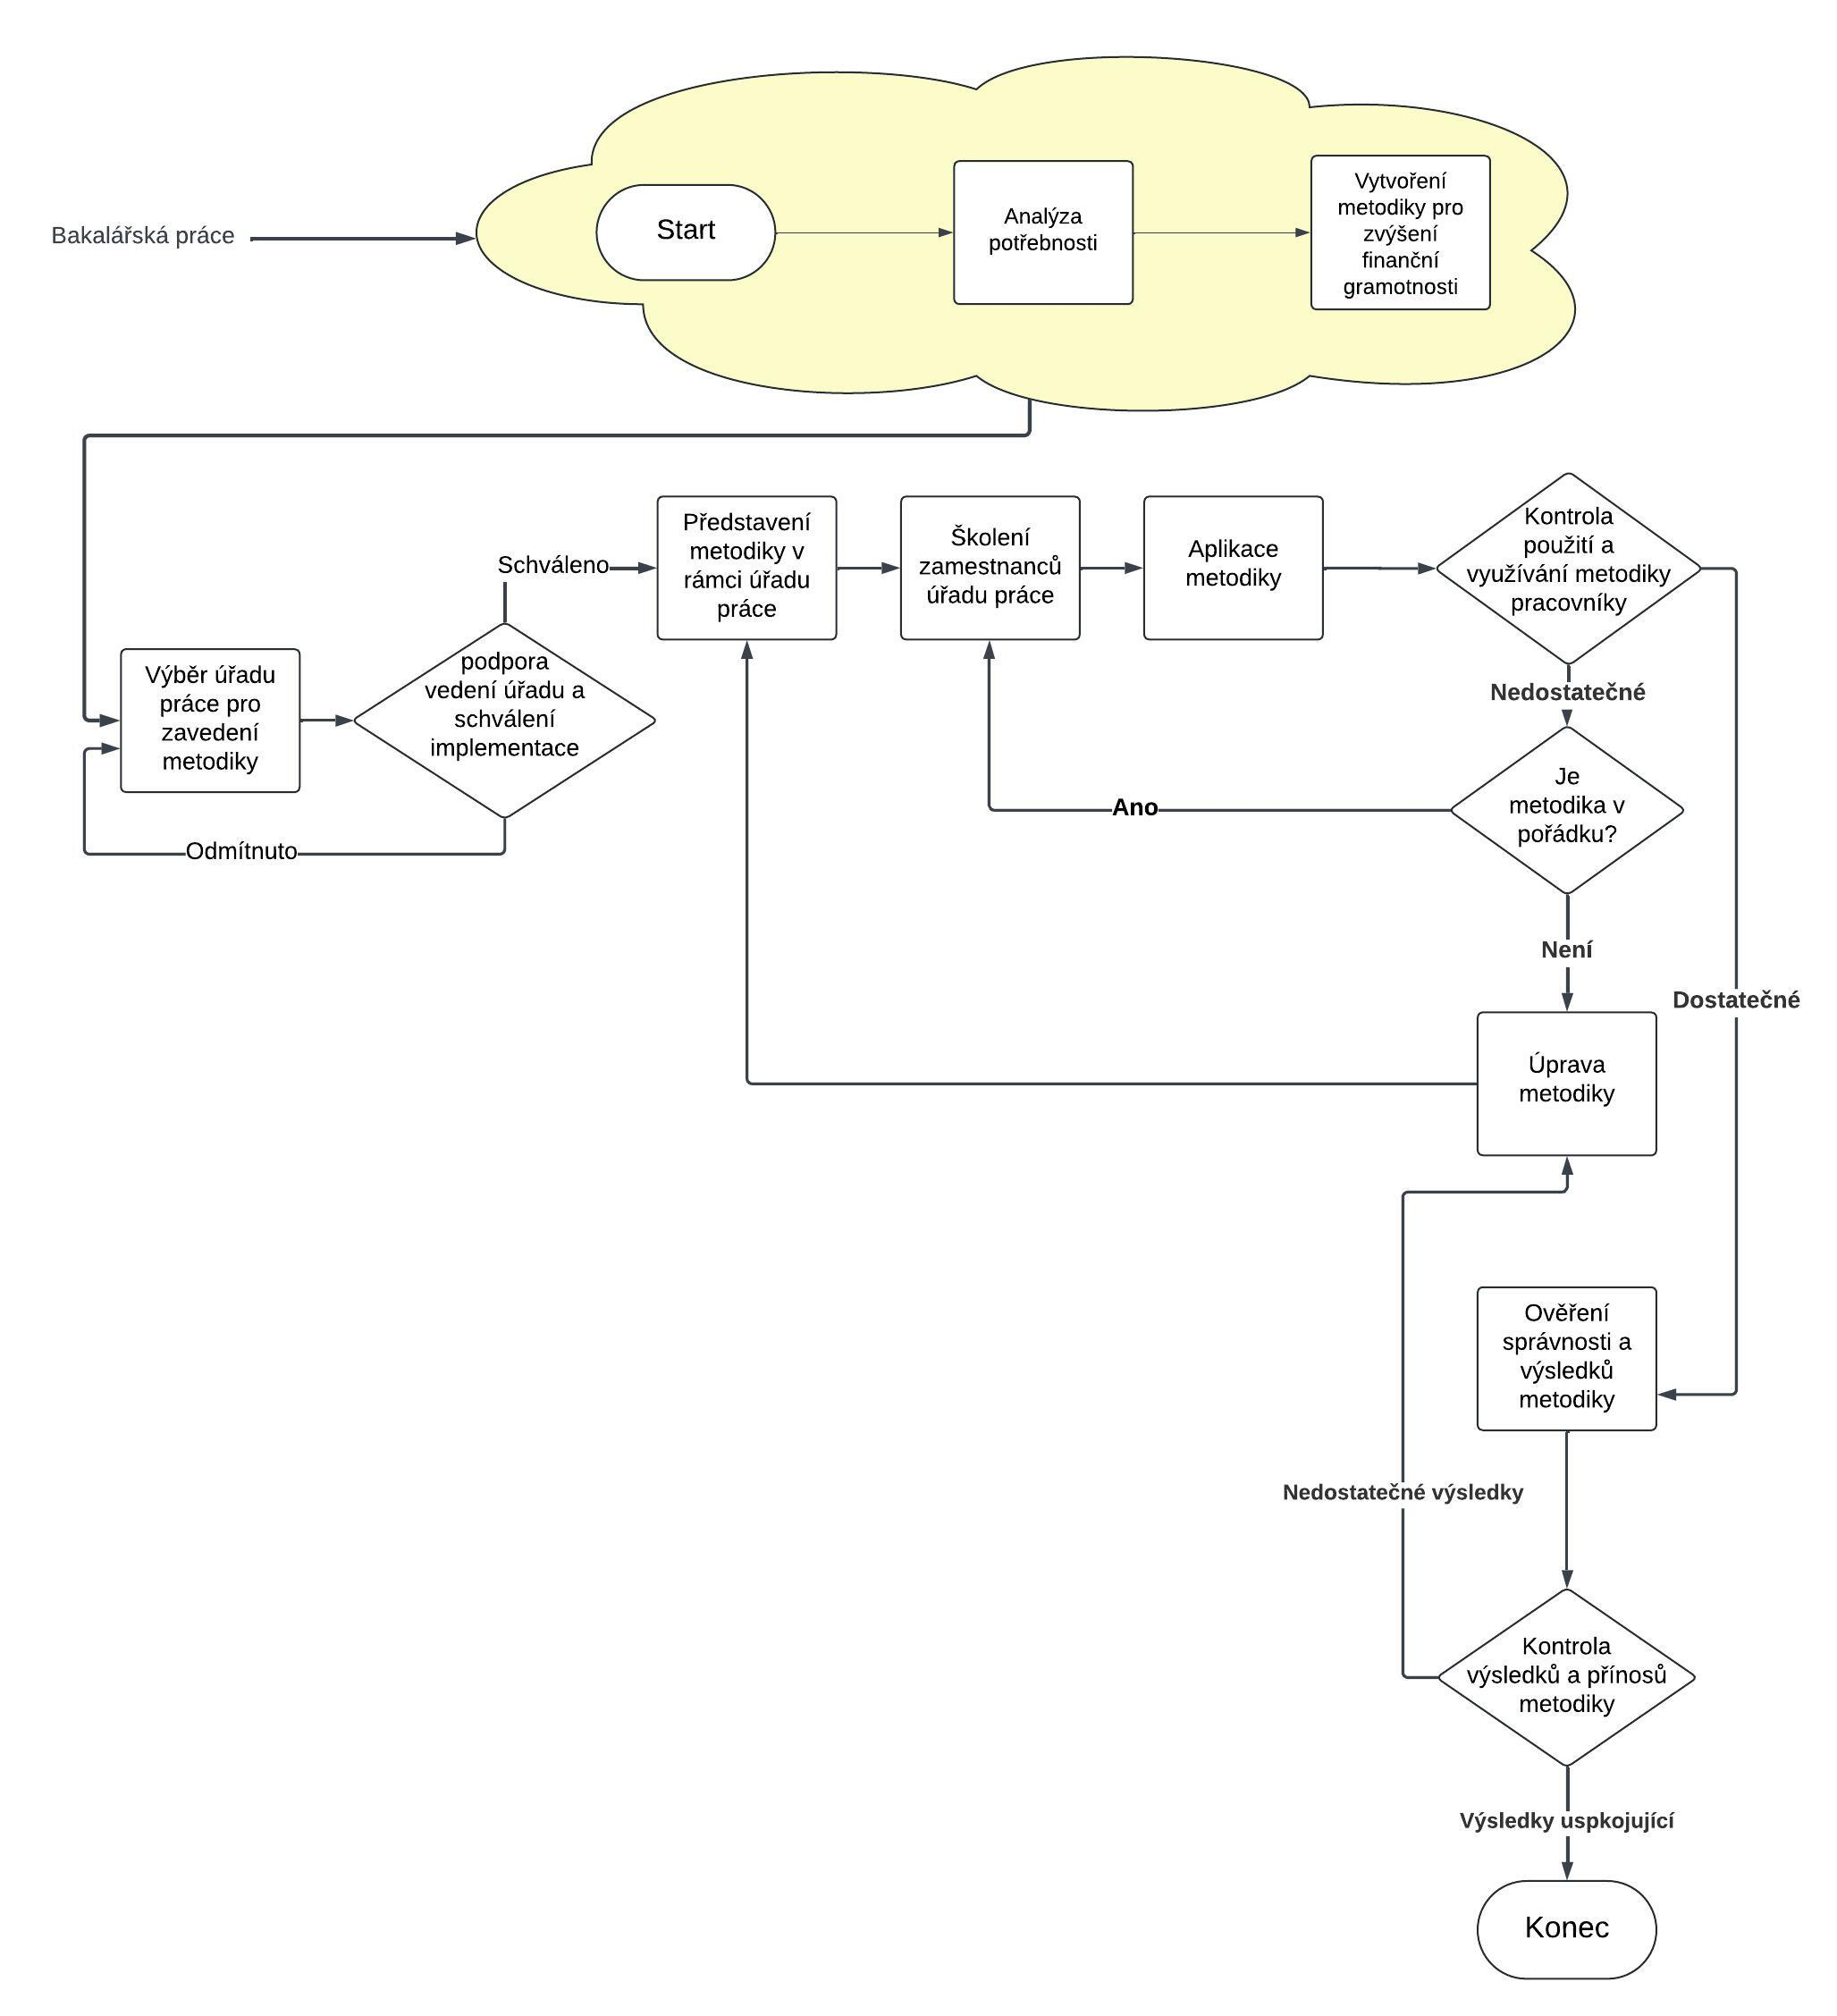 Bakalářská práce
Start
Analýza
potřebnosti
Vytvoření
metodiky pro
zvýšení
finanční
gramotnosti
Výběr úřadu
práce pro
zavedení
metodiky
podpora
vedení úřadu a
schválení
implementace
Schváleno
Odmítnuto
Představení
metodiky v
rámci úřadu
práce
Školení
zamestnanců
úřadu práce
Aplikace
metodiky
Kontrola
použití a
využívání metodiky
pracovníky
Nedostatečné
Je
metodika v
pořádku?
Ano
Není
Dostatečné
Úprava
metodiky
Ověření
správnosti a
výsledků
metodiky
Nedostatečné výsledky
Kontrola
výsledků a přínosů
metodiky
Výsledky uspkojující
Konec